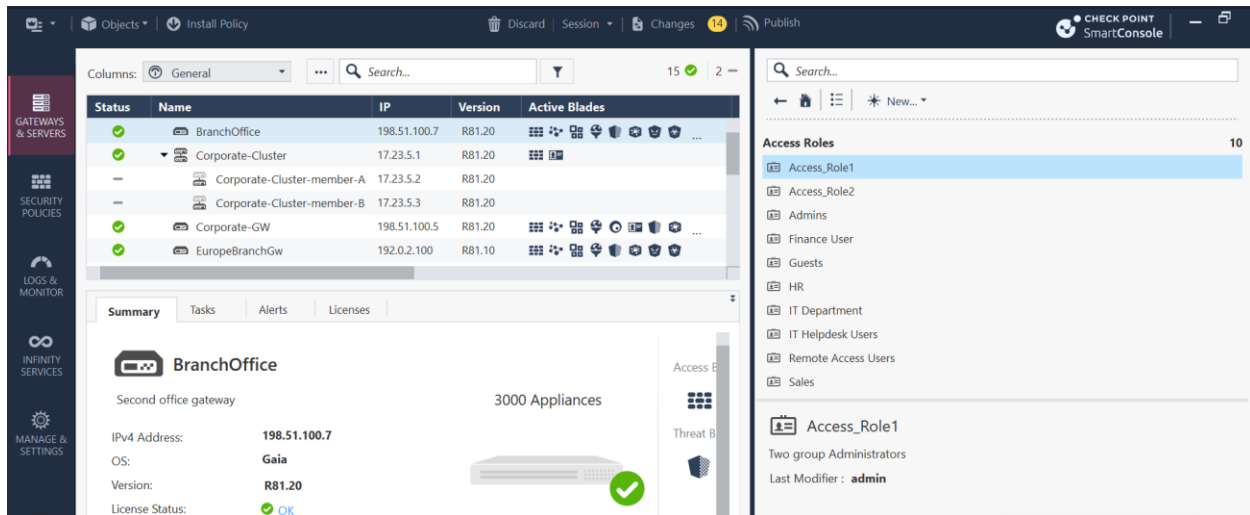 Objects
Install Policy
Discard
Session
Changes
14
Publish
CHECK POINT
SmartConsole
GATEWAYS
& SERVERS
SECURITY
POLICIES
LOGS &
MONITOR
INFINITY
SERVICES
MANAGE &
SETTINGS
Columns: General
...
Search...
15
2
Status Name IP Version Active Blades
BranchOffice 198.51.100.7 R81.20 ...
Corporate-Cluster 17.23.5.1 R81.20
Corporate-Cluster-member-A 17.23.5.2 R81.20
Corporate-Cluster-member-B 17.23.5.3 R81.20
Corporate-GW 198.51.100.5 R81.20 ...
EuropeBranchGw 192.0.2.100 R81.10
Summary Tasks Alerts Licenses
BranchOffice
Second office gateway
IPv4 Address: 198.51.100.7
OS: Gaia
Version: R81.20
License Status: OK
3000 Appliances
Access B
Threat B
Search...
New...
Access Roles 10
Access_Role1
Access_Role2
Admins
Finance User
Guests
HR
IT Department
IT Helpdesk Users
Remote Access Users
Sales
Access_Role1
Two group Administrators
Last Modifier : admin